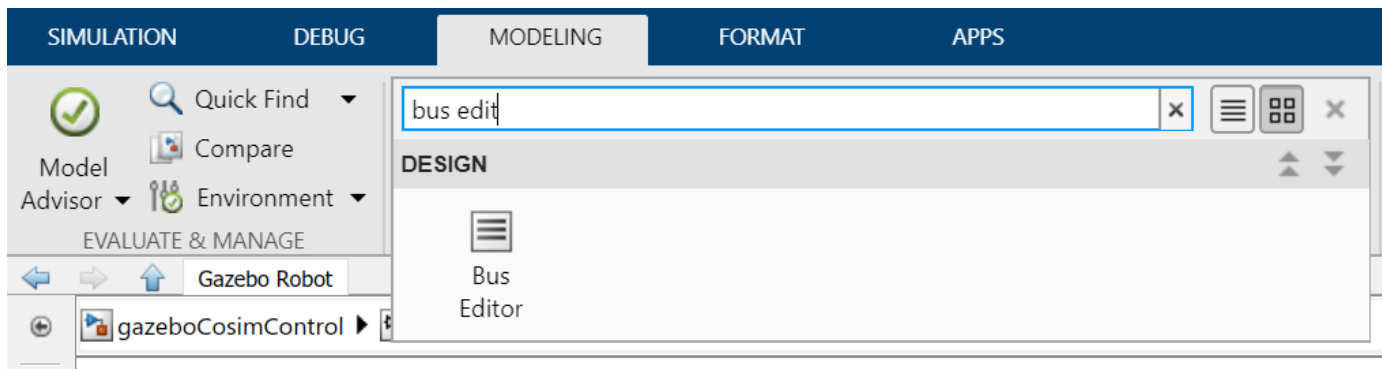 SIMULATION DEBUG MODELING FORMAT APPS
Quick Find
Compare
Environment
Model
Advisor
EVALUATE & MANAGE
bus edit
DESIGN
Bus
Editor
Gazebo Robot
gazeboCosimControl